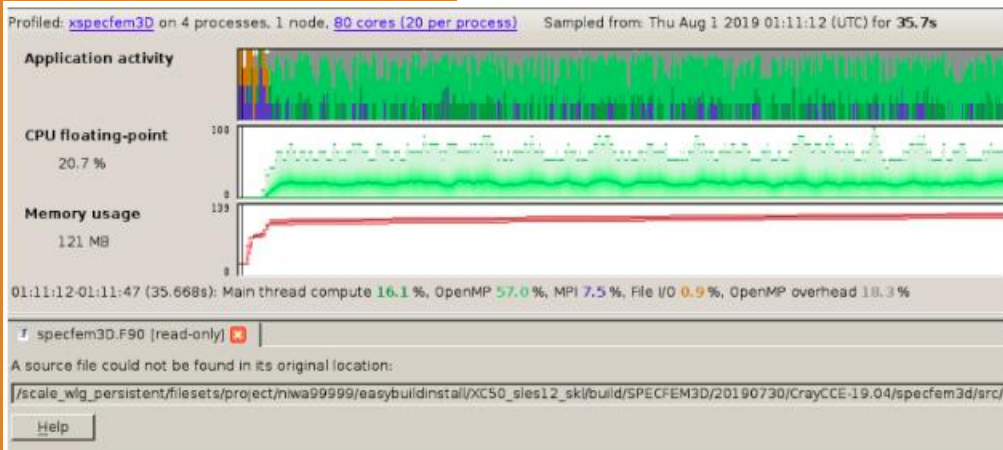 Profiled: xspecfem3D on 4 processes, 1 node, 80 cores (20 per process) Sampled from: Thu Aug 1 2019 01:11:12 (UTC) for 35.7s
Application activity
CPU floating-point
100
20.7 %
0
Memory usage
139
121 MB
0
01:11:12-01:11:47 (35.668s): Main thread compute 16.1 %, OpenMP 57.0 %, MPI 7.5 %, File I/O 0.9 %, OpenMP overhead 18.3 %
specfem3D.F90 [read-only]
A source file could not be found in its original location:
/scale_wlg_persistent/filesets/project/niwa99999/easybuildinstall/XC50_sles12_skl/build/SPECFEM3D/20190730/CrayCCE-19.04/specfem3d/src/
Help